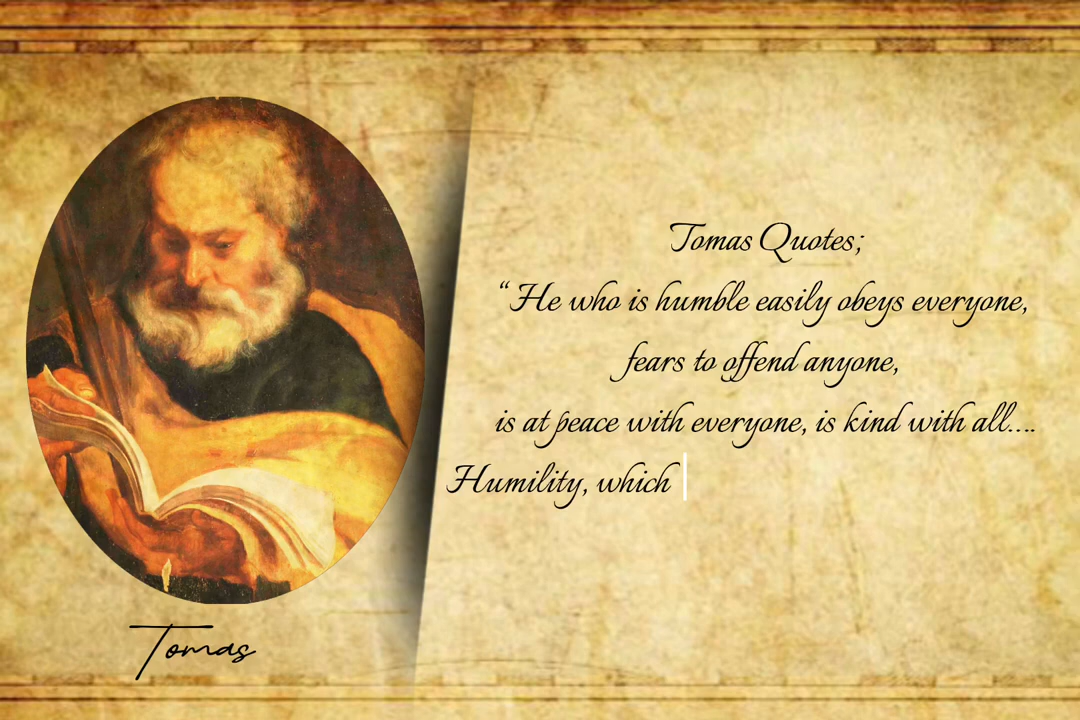 Tomas Quotes;
“He who is humble easily obeys everyone,
fears to offend anyone,
is at peace with everyone, is kind with all....
Humility, which
Tomas